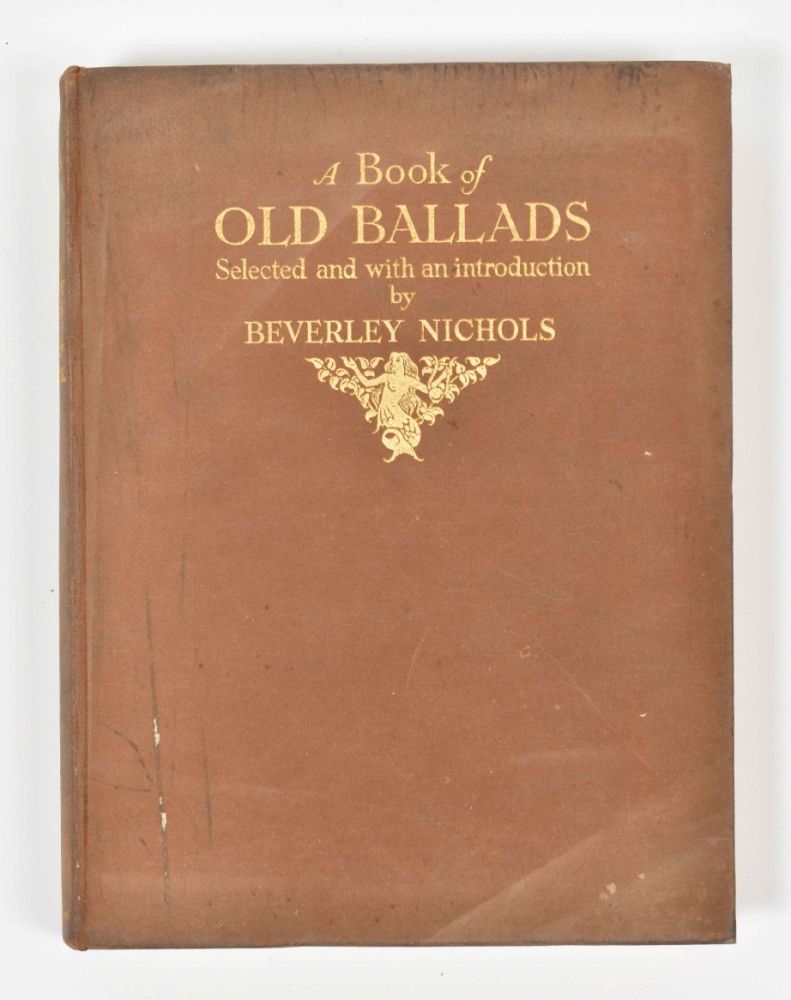 A Book of
OLD BALLADS
Selected and with an introduction
by
BEVERLEY NICHOLS